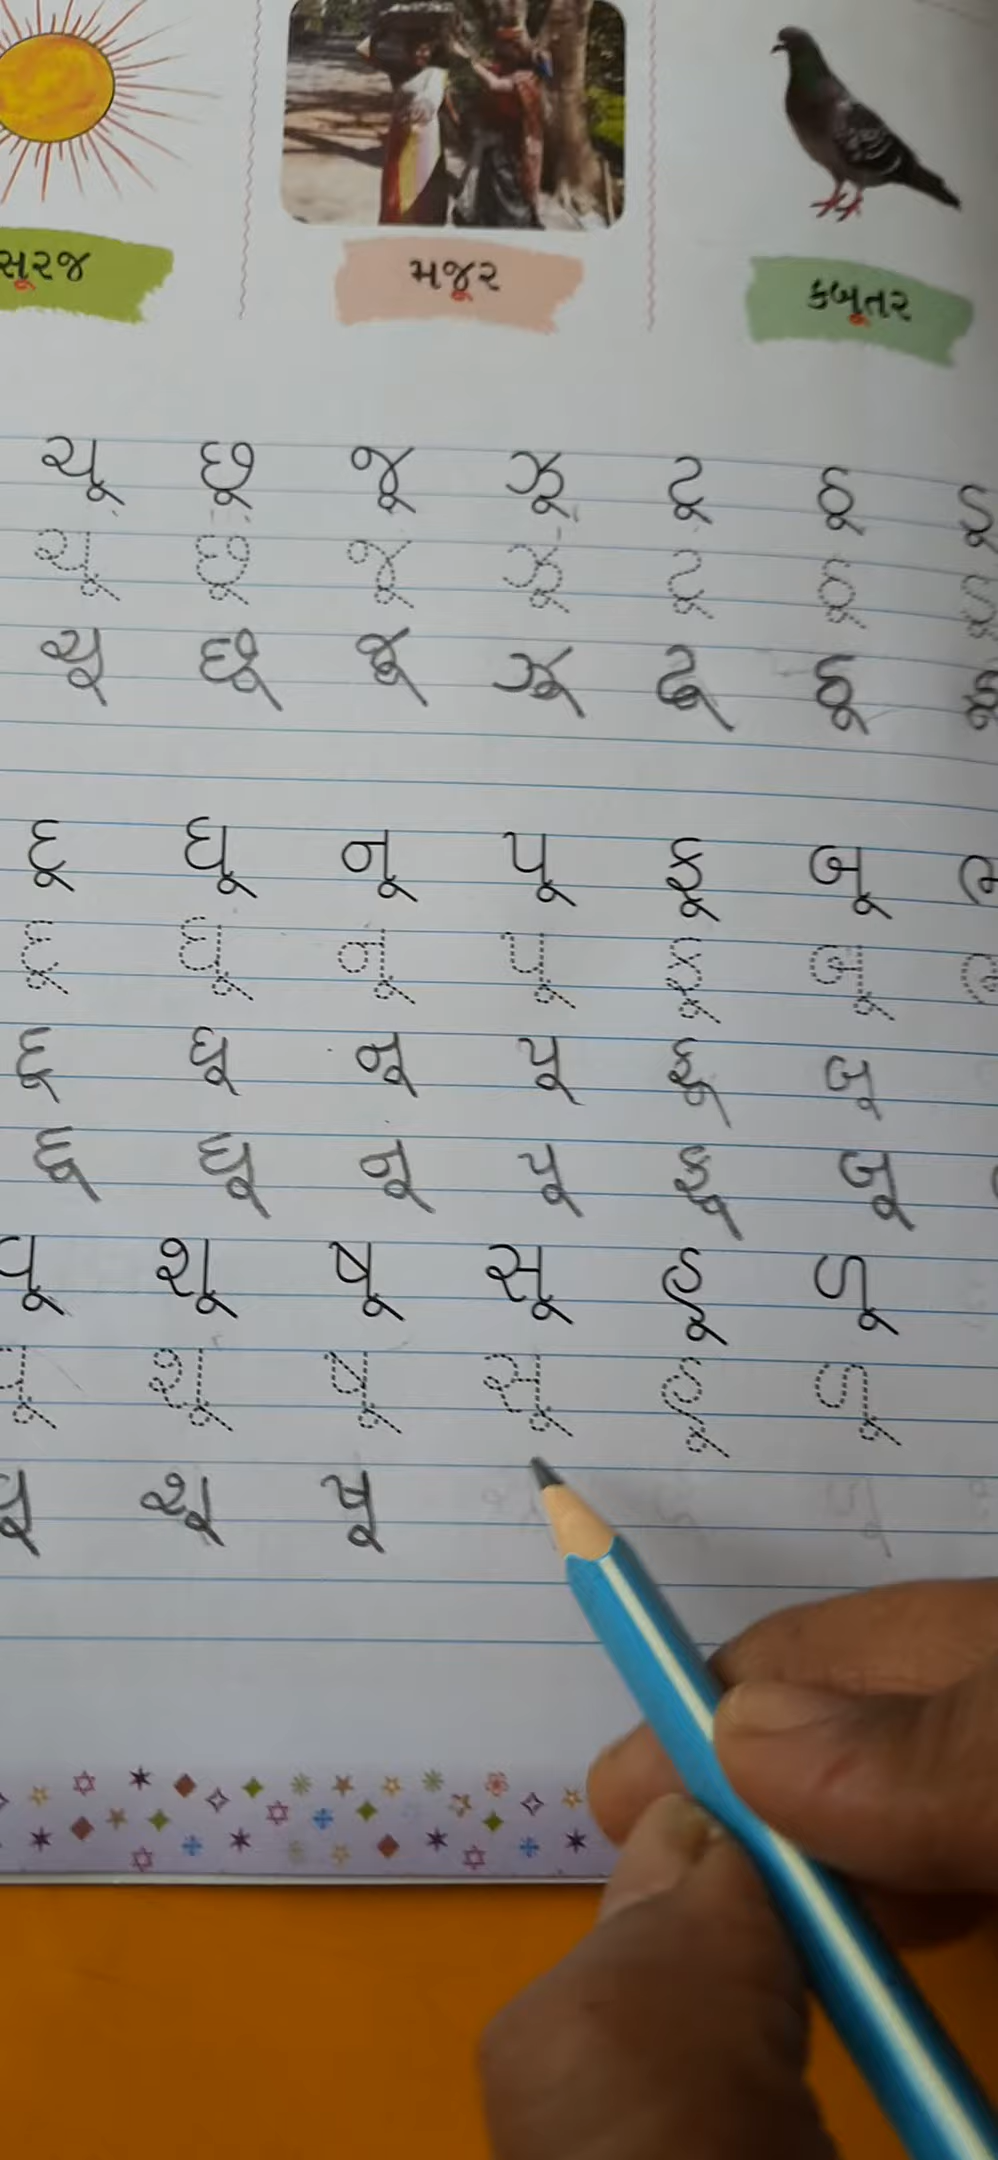 સૂરજ મજૂર કબૂતર
ચૂ છૂ જૂ ઝૂ ટૂ ઠૂ ડૂ
ચૂ છૂ જૂ ઝૂ ટૂ ઠૂ ડૂ
ચૂ છૂ જૂ ઝૂ ટૂ ઠૂ ડૂ
દૂ ધૂ નૂ પૂ ફૂ બૂ
દૂ ધૂ નૂ પૂ ફૂ બૂ
દૂ ધૂ નૂ પૂ ફૂ બૂ
દૂ ધૂ નૂ પૂ ફૂ બૂ
વૂ શૂ ષૂ સૂ હૂ ળૂ
વૂ શૂ ષૂ સૂ હૂ ળૂ
વૂ શૂ ષૂ